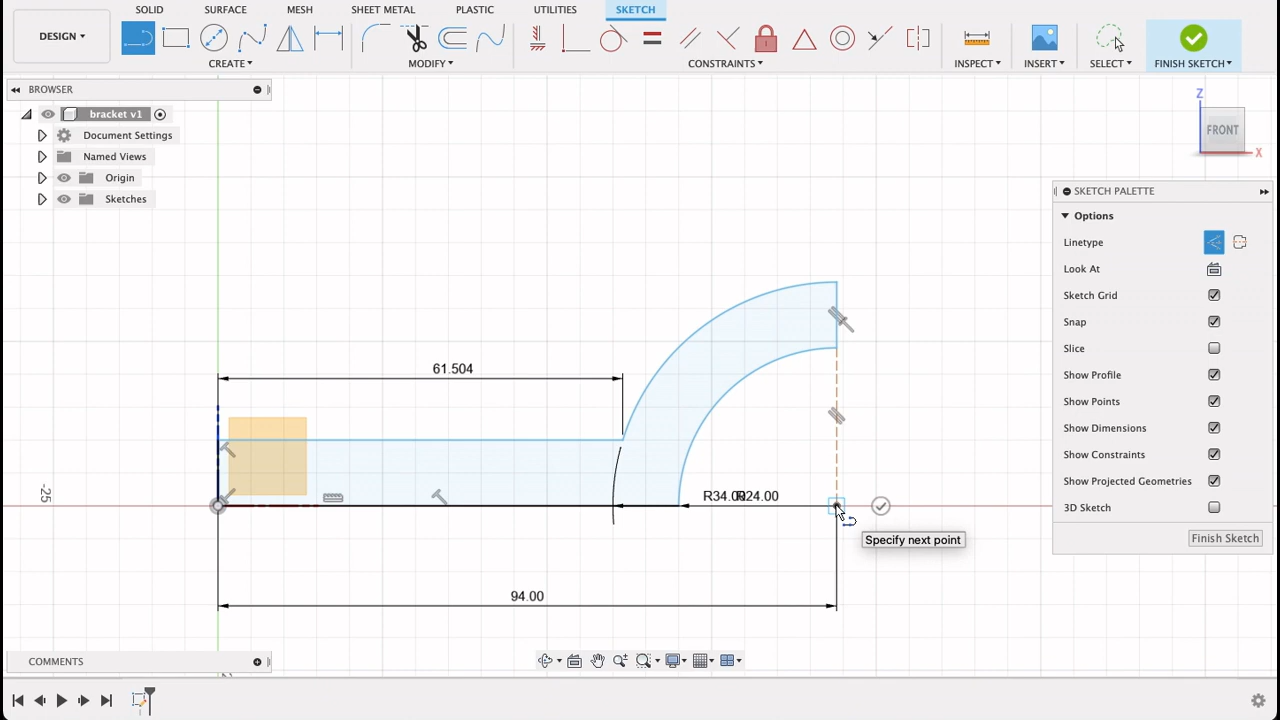 SOLID SURFACE MESH SHEET METAL PLASTIC UTILITIES SKETCH
DESIGN
CREATE MODIFY CONSTRAINTS INSPECT INSERT SELECT FINISH SKETCH
BROWSER
bracket v1
Document Settings
Named Views
Origin
Sketches
Z
FRONT
X
SKETCH PALETTE
Options
Linetype
Look At
Sketch Grid
Snap
Slice
Show Profile
Show Points
Show Dimensions
Show Constraints
Show Projected Geometries
3D Sketch
Finish Sketch
61.504
-25
R24.00
Specify next point
94.00
COMMENTS